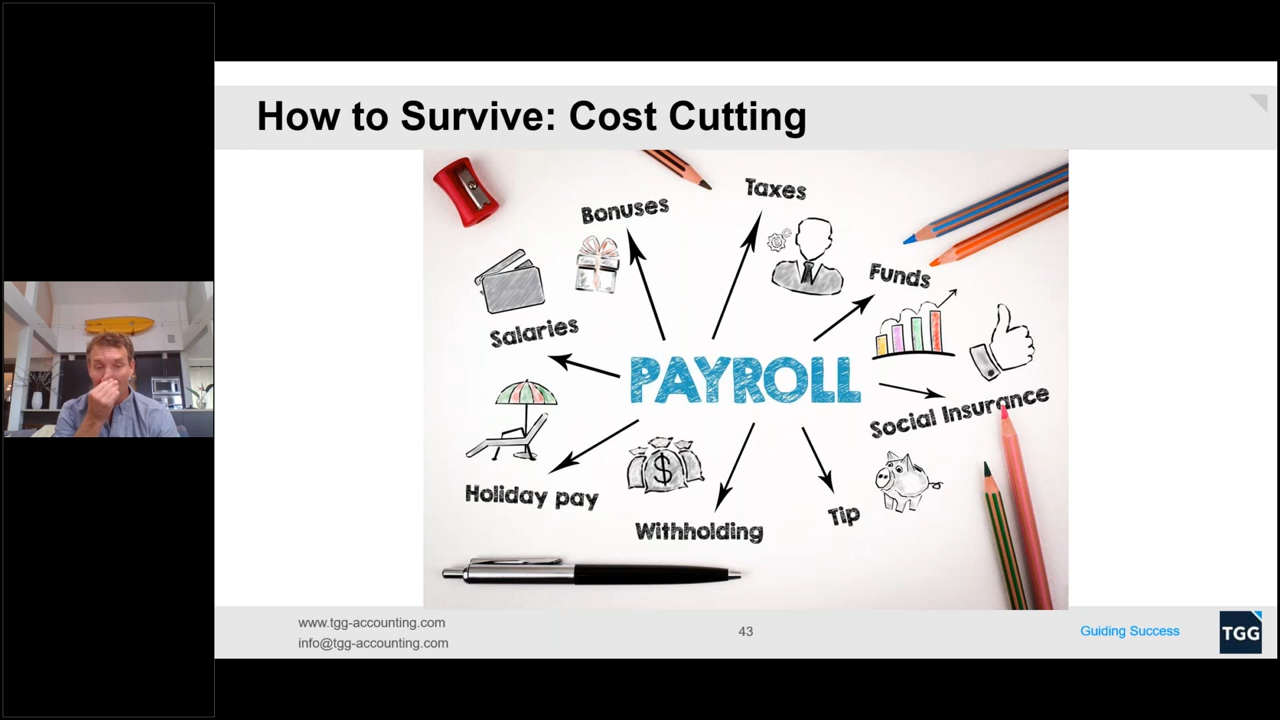 How to Survive: Cost Cutting
Taxes
Bonuses
Funds
Salaries
PAYROLL
Social Insurance
$
Holiday pay
Tip
Withholding
www.tgg-accounting.com
info@tgg-accounting.com
43
Guiding Success
TGG